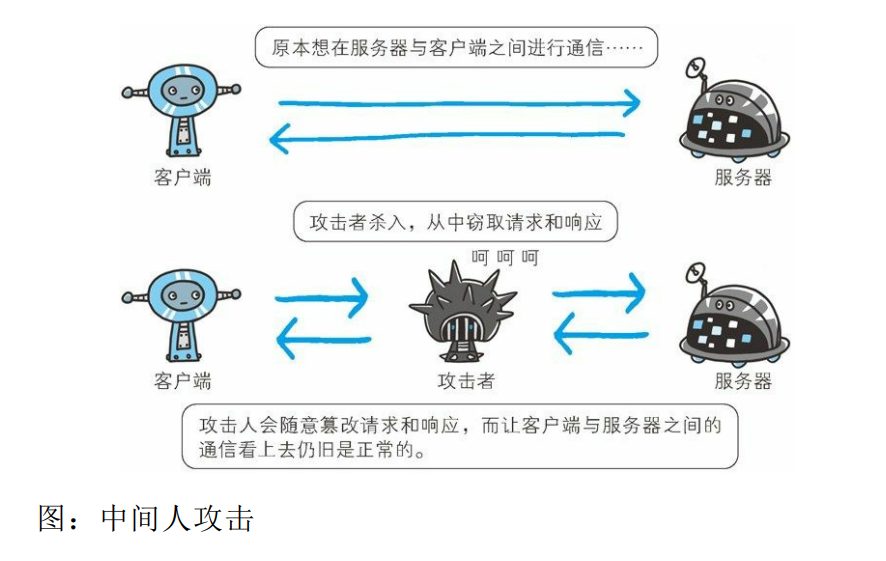 原本想在服务器与客户端之间进行通信……
客户端
服务器
攻击者杀入，从中窃取请求和响应
呵 呵 呵
客户端
攻击者
服务器
攻击人会随意篡改请求和响应，而让客户端与服务器之间的
通信看上去仍旧是正常的。
图：中间人攻击